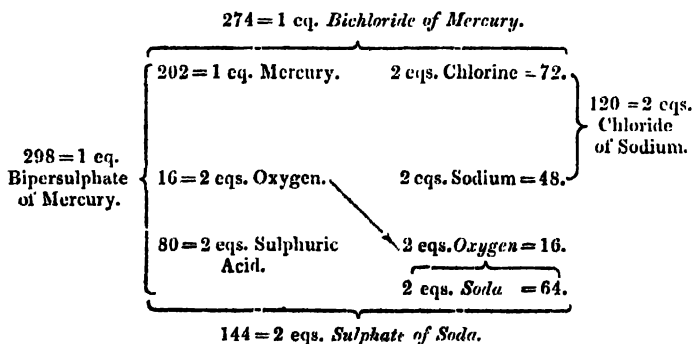 274 = 1 eq. Bichloride of Mercury.
202 = 1 eq. Mercury. 2 eqs. Chlorine = 72.
120 = 2 eqs.
Chloride
of Sodium.
298 = 1 eq.
Bipersulphate
of Mercury.
16 = 2 eqs. Oxygen. 2 eqs. Sodium = 48.
80 = 2 eqs. Sulphuric
Acid.
2 eqs. Oxygen = 16.
2 eqs. Soda = 64.
144 = 2 eqs. Sulphate of Soda.